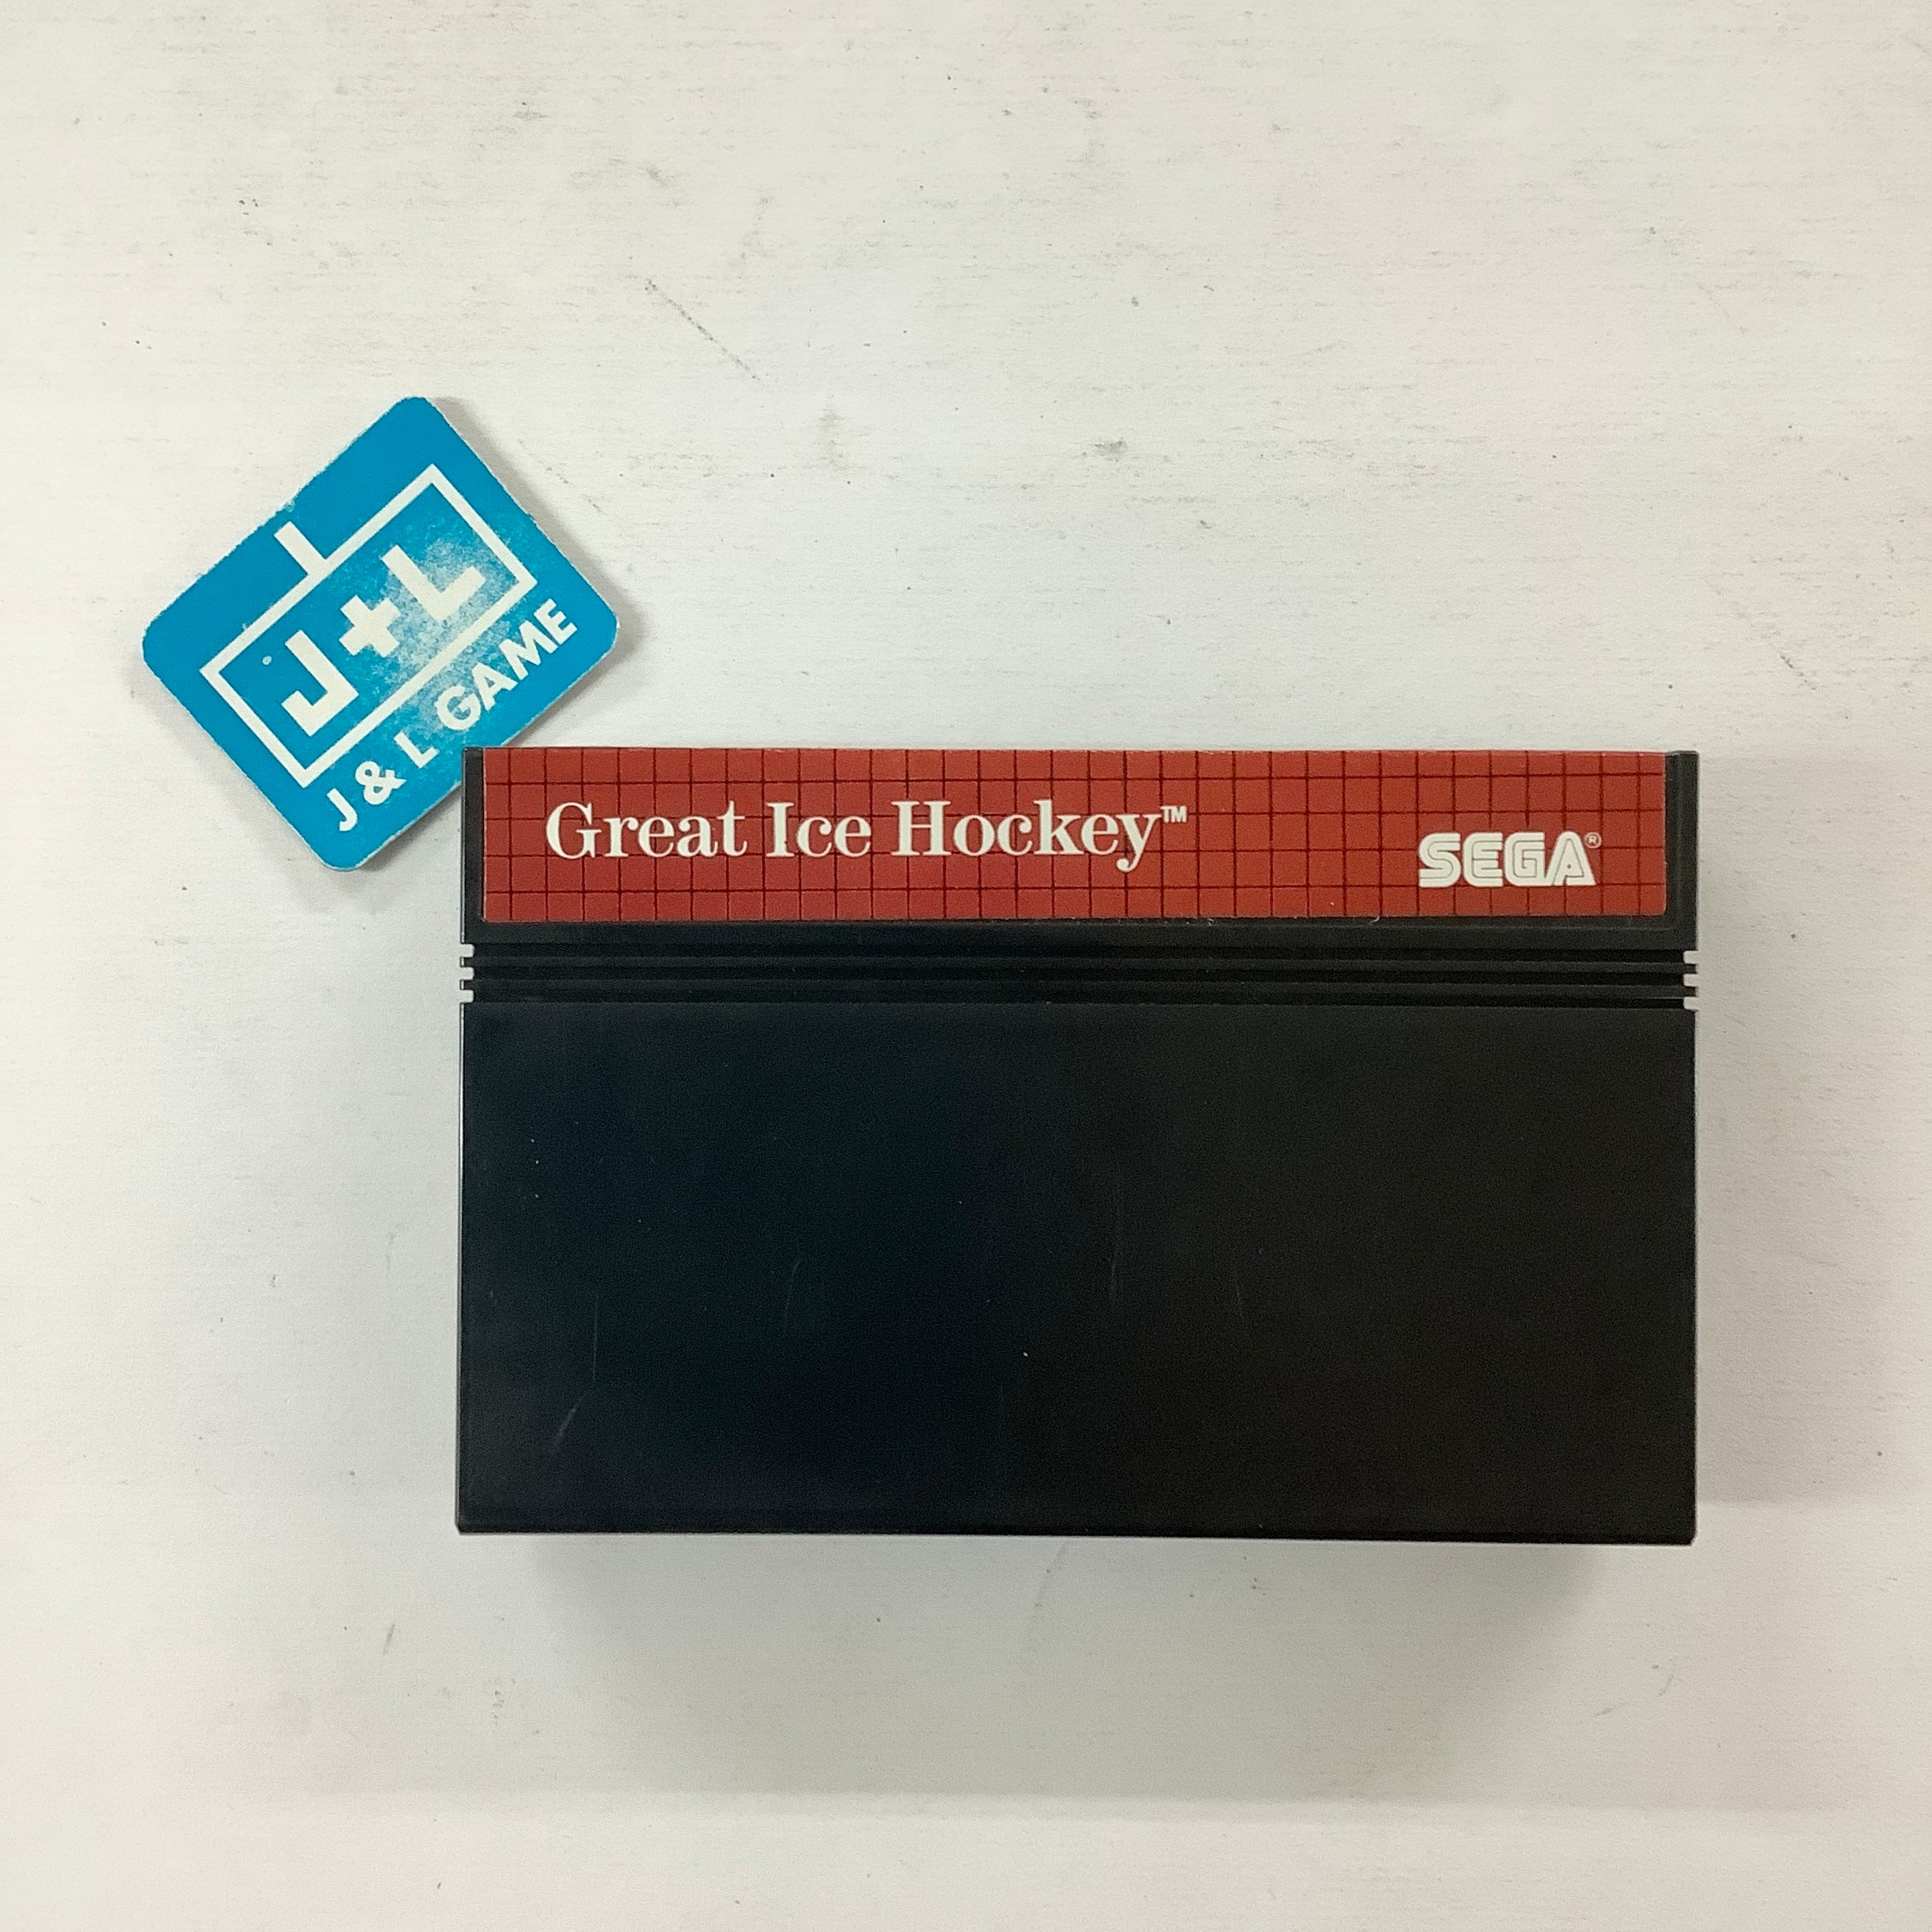 J+L
J & L GAME
Great Ice Hockey™
SEGA®